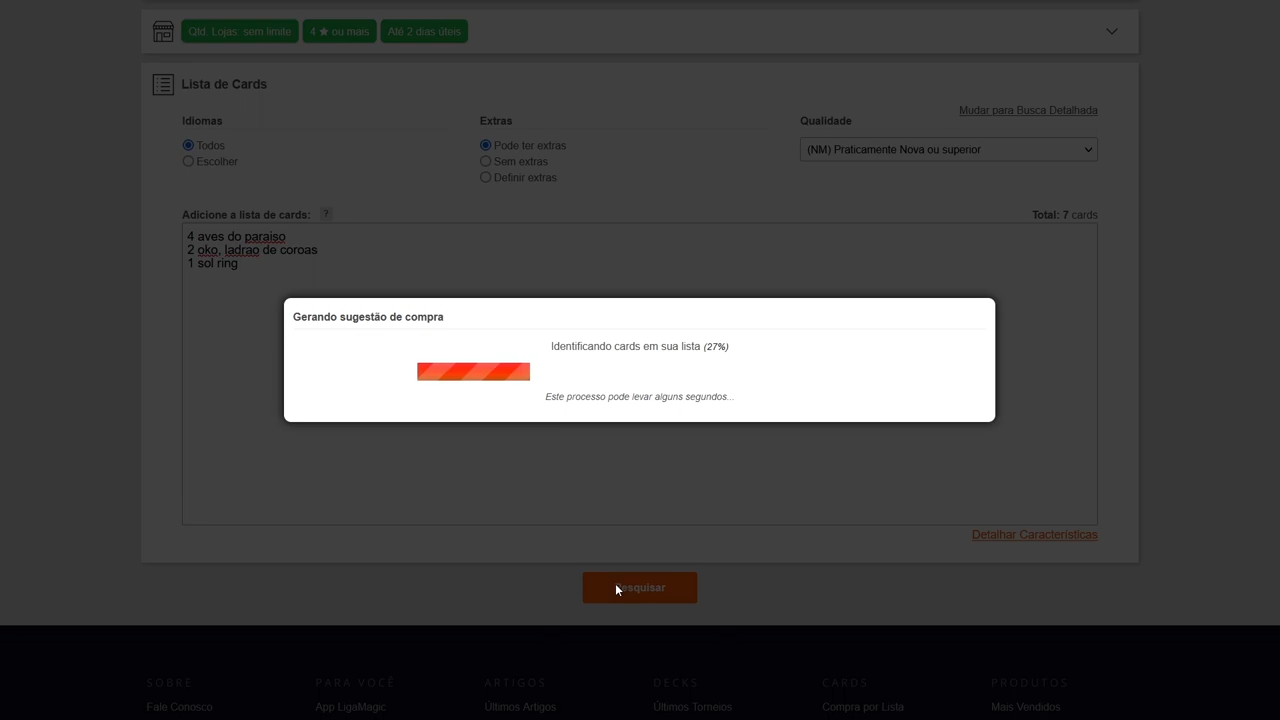 Qtd. Lojas sem limite
4 ★ ou mais
Até 2 dias úteis
Lista de Cards
Mudar para Busca Detalhada
Idiomas
Todos
Escolher
Extras
Pode ter extras
Sem extras
Definir extras
Qualidade
(NM) Praticamente Nova ou superior
Adicione a lista de cards: ?
Total: 7 cards
4 aves do paraiso
2 oko, ladrao de coroas
1 sol ring
Gerando sugestão de compra
Identificando cards em sua lista (27%)
Este processo pode levar alguns segundos...
Detalhar Características
Pesquisar
SOBRE
PARA VOCÊ
ARTIGOS
DECKS
CARDS
PRODUTOS
Fale Conosco
App LigaMagic
Últimos Artigos
Últimos Torneios
Compra por Lista
Mais Vendidos